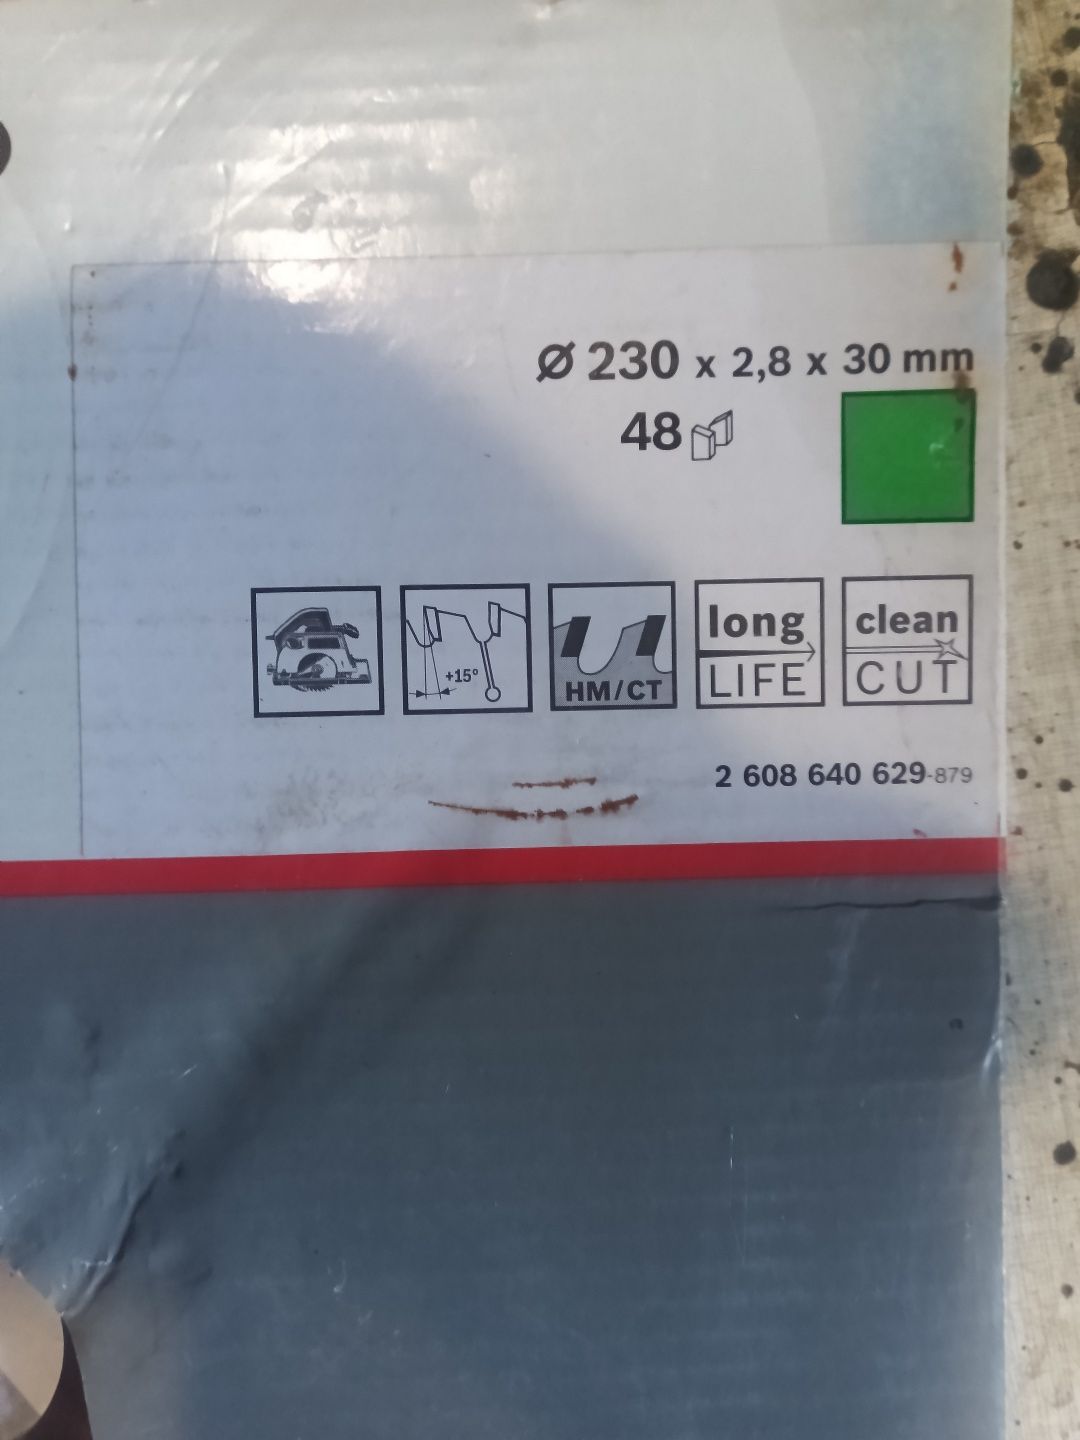 Ø 230 x 2,8 x 30 mm
48
+15°
HM/CT
long
LIFE
clean
CUT
2 608 640 629-879